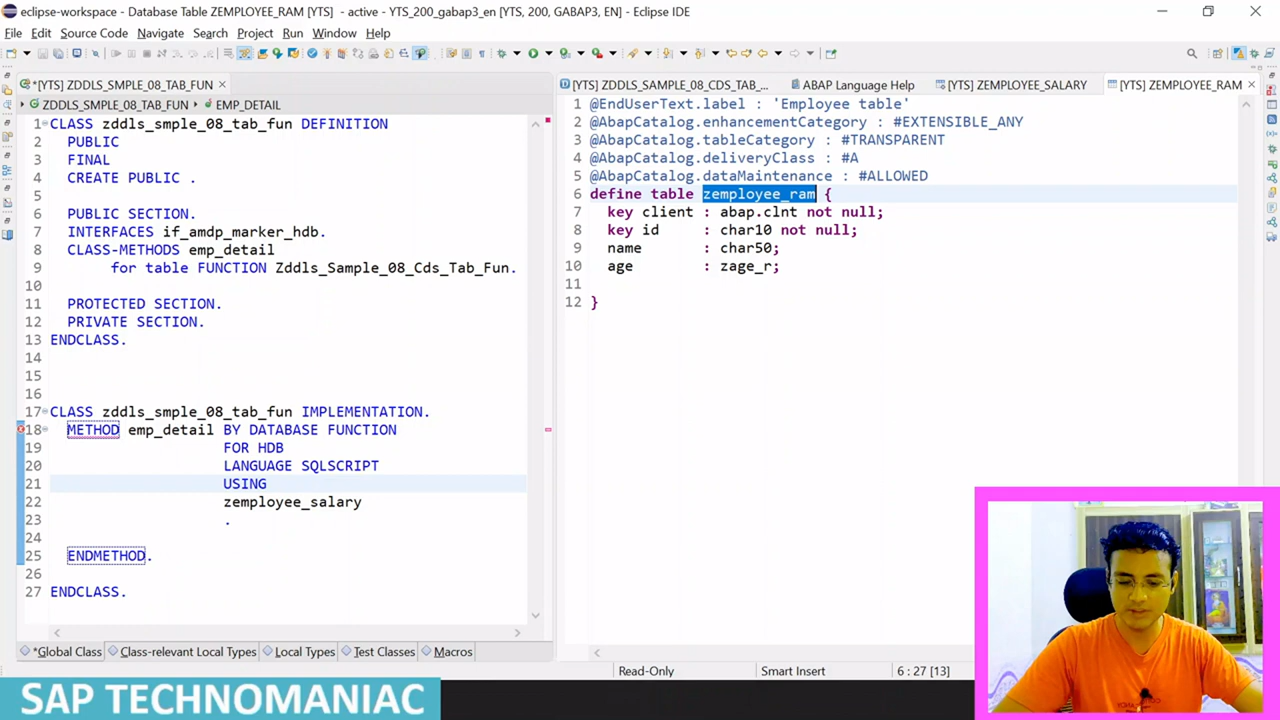 eclipse-workspace - Database Table ZEMPLOYEE_RAM [YTS]  - active - YTS_200_gabap3_en [YTS, 200, GABAP3, EN] - Eclipse IDE
File Edit Source Code Navigate Search Project Run Window Help
*[YTS] ZDDLS_SMPLE_08_TAB_FUN
ZDDLS_SMPLE_08_TAB_FUN EMP_DETAIL
1 CLASS zddls_smple_08_tab_fun DEFINITION
2 PUBLIC
3 FINAL
4 CREATE PUBLIC .
5
6 PUBLIC SECTION.
7 INTERFACES if_amdp_marker_hdb.
8 CLASS-METHODS emp_detail
9 for table FUNCTION Zddls_Sample_08_Cds_Tab_Fun.
10
11 PROTECTED SECTION.
12 PRIVATE SECTION.
13 ENDCLASS.
14
15
16
17 CLASS zddls_smple_08_tab_fun IMPLEMENTATION.
18 METHOD emp_detail BY DATABASE FUNCTION
19 FOR HDB
20 LANGUAGE SQLSCRIPT
21 USING
22 zemployee_salary
23 .
24
25 ENDMETHOD.
26
27 ENDCLASS.
*Global Class Class-relevant Local Types Local Types Test Classes Macros
[YTS] ZDDLS_SAMPLE_08_CDS_TAB_... ABAP Language Help [YTS] ZEMPLOYEE_SALARY [YTS] ZEMPLOYEE_RAM
1 @EndUserText.label : 'Employee table'
2 @AbapCatalog.enhancementCategory : #EXTENSIBLE_ANY
3 @AbapCatalog.tableCategory : #TRANSPARENT
4 @AbapCatalog.deliveryClass : #A
5 @AbapCatalog.dataMaintenance : #ALLOWED
6 define table zemployee_ram {
7 key client : abap.clnt not null;
8 key id : char10 not null;
9 name : char50;
10 age : zage_r;
11
12 }
Read-Only Smart Insert 6 : 27 [13]
SAP TECHNOMANIAC